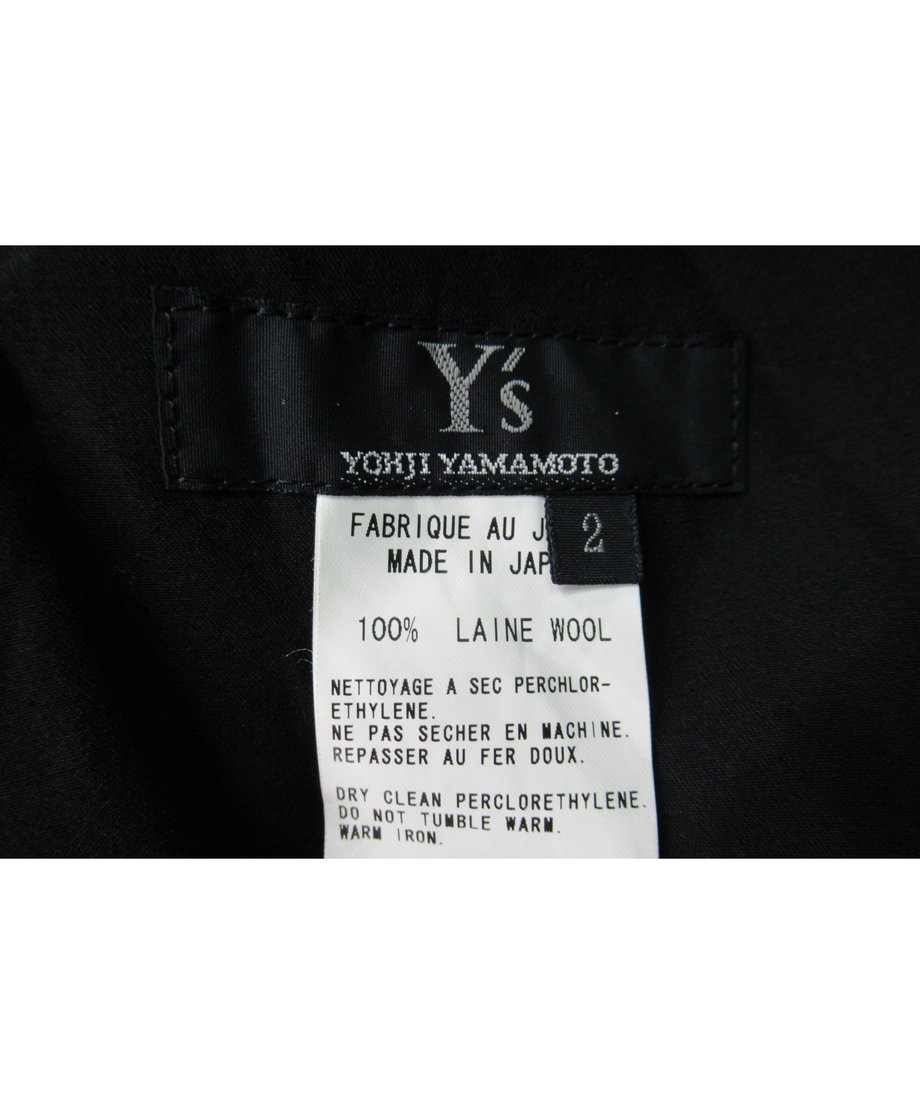 Y's
YOHJI YAMAMOTO
2
FABRIQUE AU J
MADE IN JAP
100% LAINE WOOL
NETTOYAGE A SEC PERCHLOR-
ETHYLENE.
NE PAS SECHER EN MACHINE.
REPASSER AU FER DOUX.
DRY CLEAN PERCLORETHYLENE.
DO NOT TUMBLE WARM.
WARM IRON.